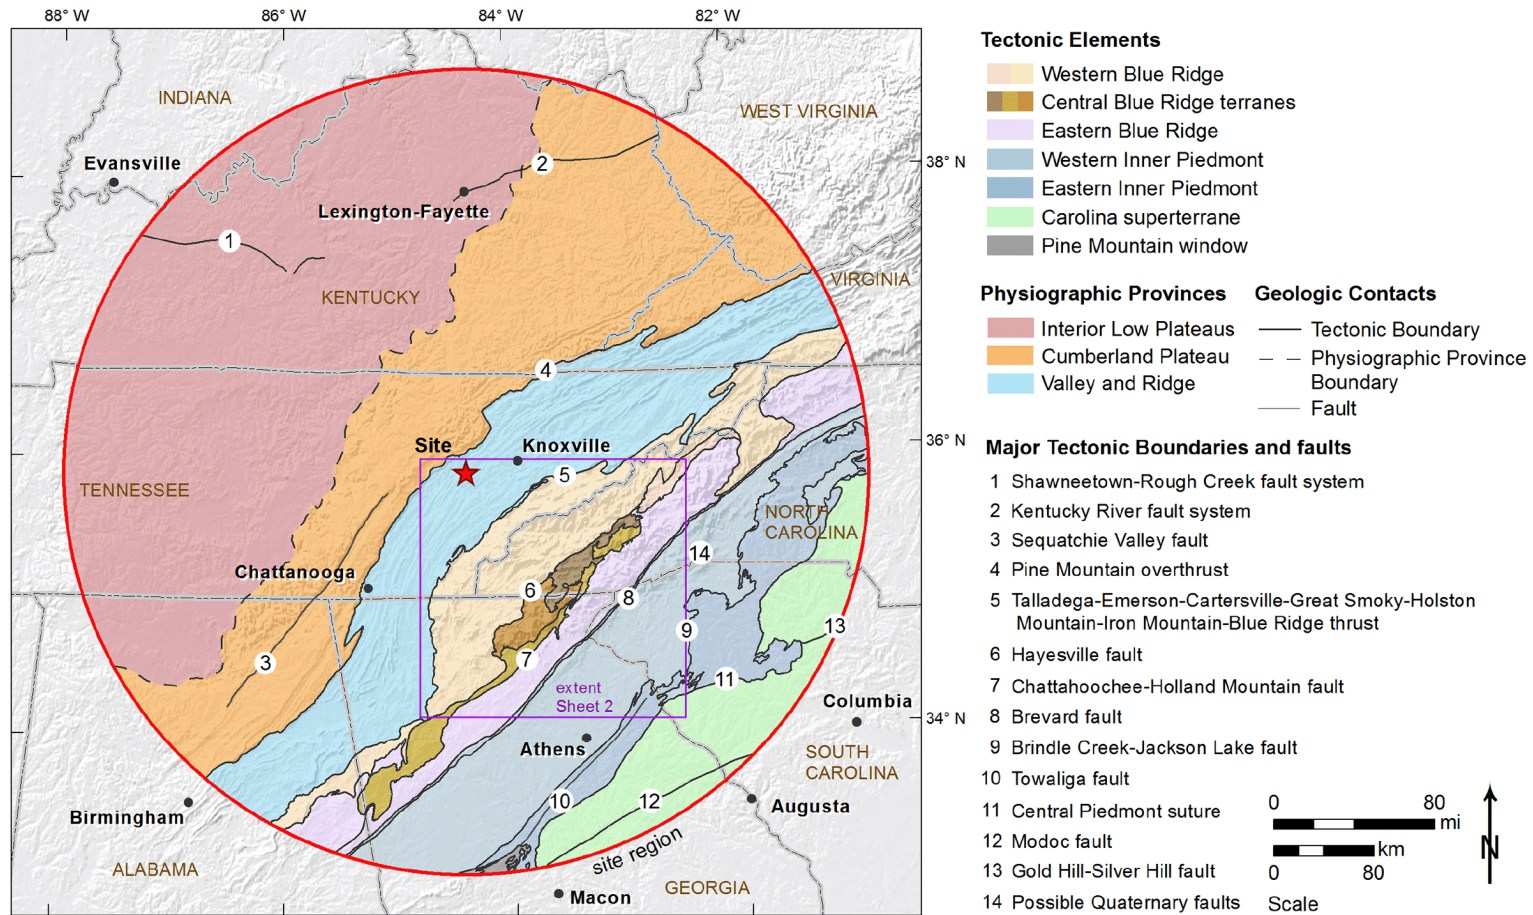 88° W
86° W
84° W
82° W
INDIANA
WEST VIRGINIA
Evansville
38° N
2
Lexington-Fayette
1
KENTUCKY
VIRGINIA
4
36° N
Site
Knoxville
5
TENNESSEE
NORTH
CAROLINA
14
Chattanooga
6
8
9
13
3
7
11
extent
Sheet 2
Columbia
34° N
Athens
SOUTH
CAROLINA
10
12
Augusta
Birmingham
site region
ALABAMA
GEORGIA
Macon
Tectonic Elements
Western Blue Ridge
Central Blue Ridge terranes
Eastern Blue Ridge
Western Inner Piedmont
Eastern Inner Piedmont
Carolina superterrane
Pine Mountain window
Physiographic Provinces
Interior Low Plateaus
Cumberland Plateau
Valley and Ridge
Geologic Contacts
Tectonic Boundary
Physiographic Province
Boundary
Fault
Major Tectonic Boundaries and faults
1 Shawneetown-Rough Creek fault system
2 Kentucky River fault system
3 Sequatchie Valley fault
4 Pine Mountain overthrust
5 Talladega-Emerson-Cartersville-Great Smoky-Holston
Mountain-Iron Mountain-Blue Ridge thrust
6 Hayesville fault
7 Chattahoochee-Holland Mountain fault
8 Brevard fault
9 Brindle Creek-Jackson Lake fault
10 Towaliga fault
11 Central Piedmont suture
12 Modoc fault
13 Gold Hill-Silver Hill fault
14 Possible Quaternary faults
0 80
mi
km
0 80
Scale
N